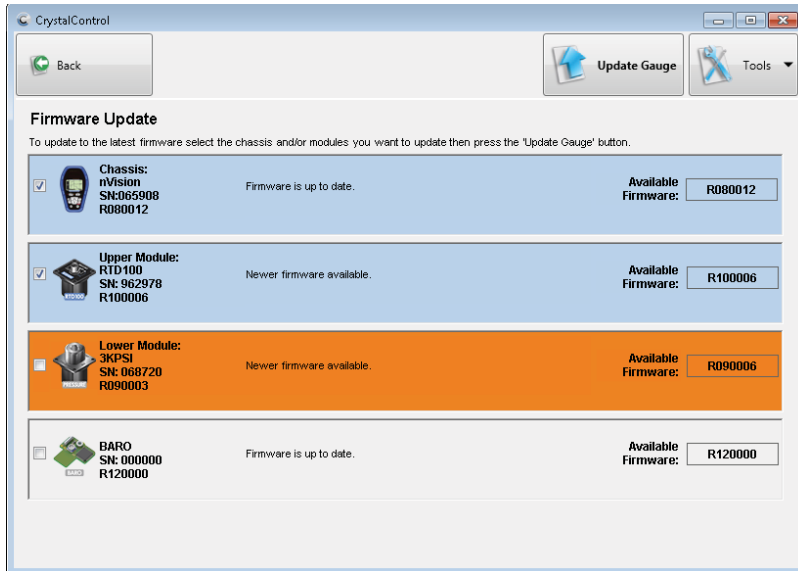 CrystalControl
Back
Update Gauge
Tools
Firmware Update
To update to the latest firmware select the chassis and/or modules you want to update then press the 'Update Gauge' button.
Chassis:
nVision
SN:065908
R080012
Firmware is up to date.
Available
Firmware:
R080012
Upper Module:
RTD100
SN: 962978
R100006
RTD100
Newer firmware available.
Available
Firmware:
R100006
Lower Module:
3KPSI
SN: 068720
R090003
PRESSURE
Newer firmware available.
Available
Firmware:
R090006
BARO
SN: 000000
R120000
BARO
Firmware is up to date.
Available
Firmware:
R120000